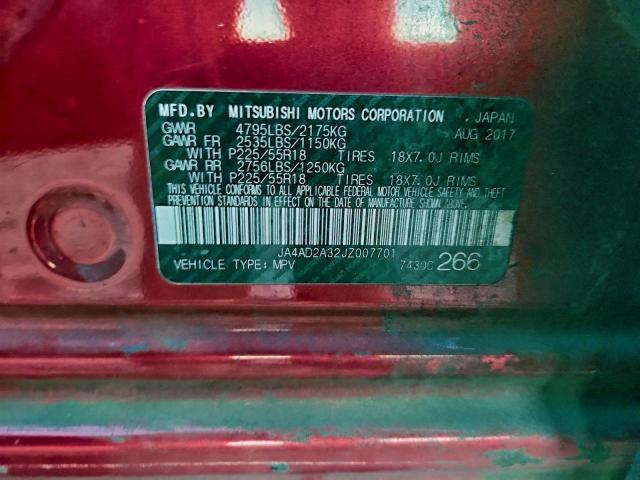 MFD.BY MITSUBISHI MOTORS CORPORATION , JAPAN
GVWR 4795LBS/2175KG AUG 2017
GAWR FR 2535LBS/1150KG
WITH P225/55R18 TIRES 18X7.0J RIMS
GAWR RR 2756LBS/1250KG
WITH P225/55R18 TIRES 18X7.0J RIMS
THIS VEHICLE CONFORMS TO ALL APPLICABLE FEDERAL MOTOR VEHICLE SAFETY AND THEFT
PREVENTION STANDARDS IN EFFECT ON THE DATE OF MANUFACTURE SHOWN ABOVE.
JA4AD2A32JZ007701
VEHICLE TYPE: MPV 7430C 266